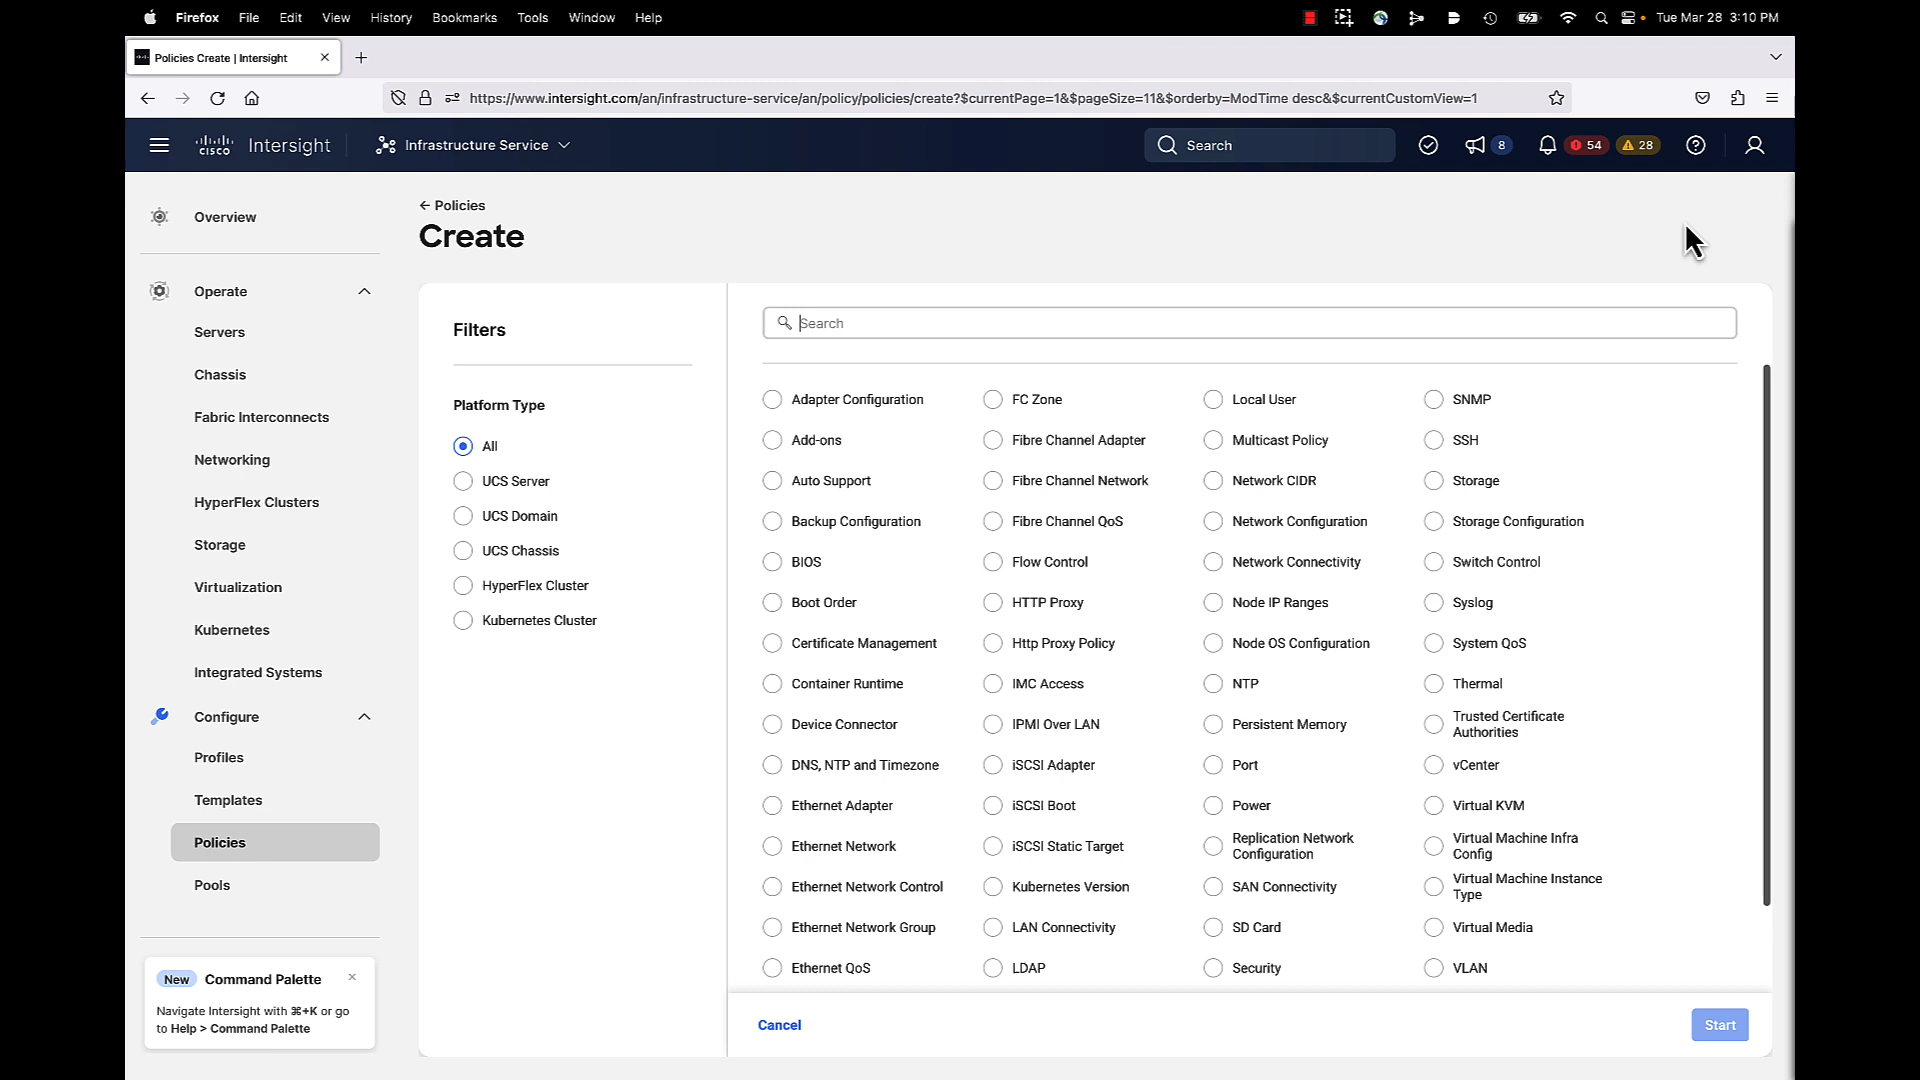 Firefox File Edit View History Bookmarks Tools Window Help Tue Mar 28 3:10 PM
Policies Create | Intersight
https://www.intersight.com/an/infrastructure-service/an/policy/policies/create?$currentPage=1&$pageSize=11&$orderby=ModTime desc&$currentCustomView=1
CISCO Intersight Infrastructure Service Search 8 54 28
Overview
Operate
Servers
Chassis
Fabric Interconnects
Networking
HyperFlex Clusters
Storage
Virtualization
Kubernetes
Integrated Systems
Configure
Profiles
Templates
Policies
Pools
New Command Palette
Navigate Intersight with ⌘+K or go
to Help > Command Palette
← Policies
Create
Filters
Platform Type
All
UCS Server
UCS Domain
UCS Chassis
HyperFlex Cluster
Kubernetes Cluster
Search
Adapter Configuration
Add-ons
Auto Support
Backup Configuration
BIOS
Boot Order
Certificate Management
Container Runtime
Device Connector
DNS, NTP and Timezone
Ethernet Adapter
Ethernet Network
Ethernet Network Control
Ethernet Network Group
Ethernet QoS
FC Zone
Fibre Channel Adapter
Fibre Channel Network
Fibre Channel QoS
Flow Control
HTTP Proxy
Http Proxy Policy
IMC Access
IPMI Over LAN
iSCSI Adapter
iSCSI Boot
iSCSI Static Target
Kubernetes Version
LAN Connectivity
LDAP
Local User
Multicast Policy
Network CIDR
Network Configuration
Network Connectivity
Node IP Ranges
Node OS Configuration
NTP
Persistent Memory
Port
Power
Replication Network
Configuration
SAN Connectivity
SD Card
Security
SNMP
SSH
Storage
Storage Configuration
Switch Control
Syslog
System QoS
Thermal
Trusted Certificate
Authorities
vCenter
Virtual KVM
Virtual Machine Infra
Config
Virtual Machine Instance
Type
Virtual Media
VLAN
Cancel
Start